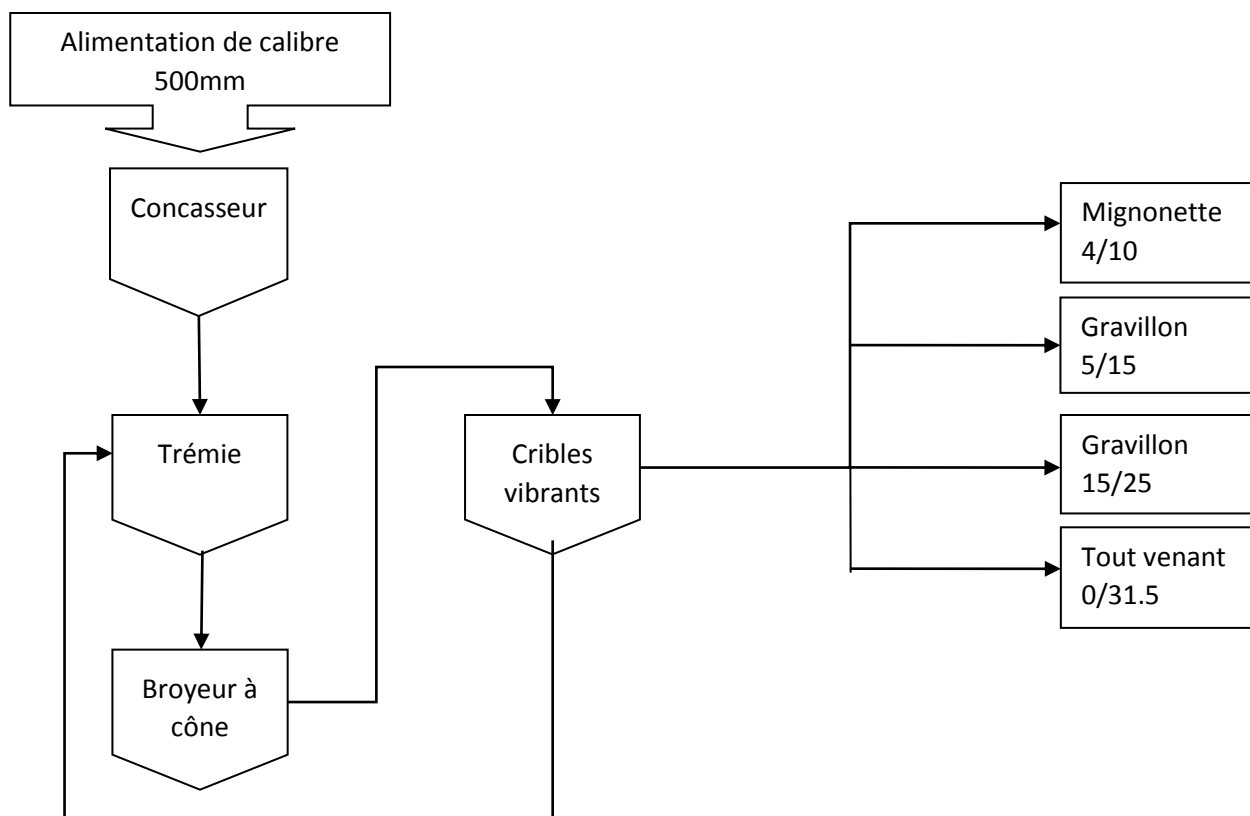 Alimentation de calibre
500mm
Concasseur
Trémie
Broyeur à
cône
Cribles
vibrants
Mignonette
4/10
Gravillon
5/15
Gravillon
15/25
Tout venant
0/31.5